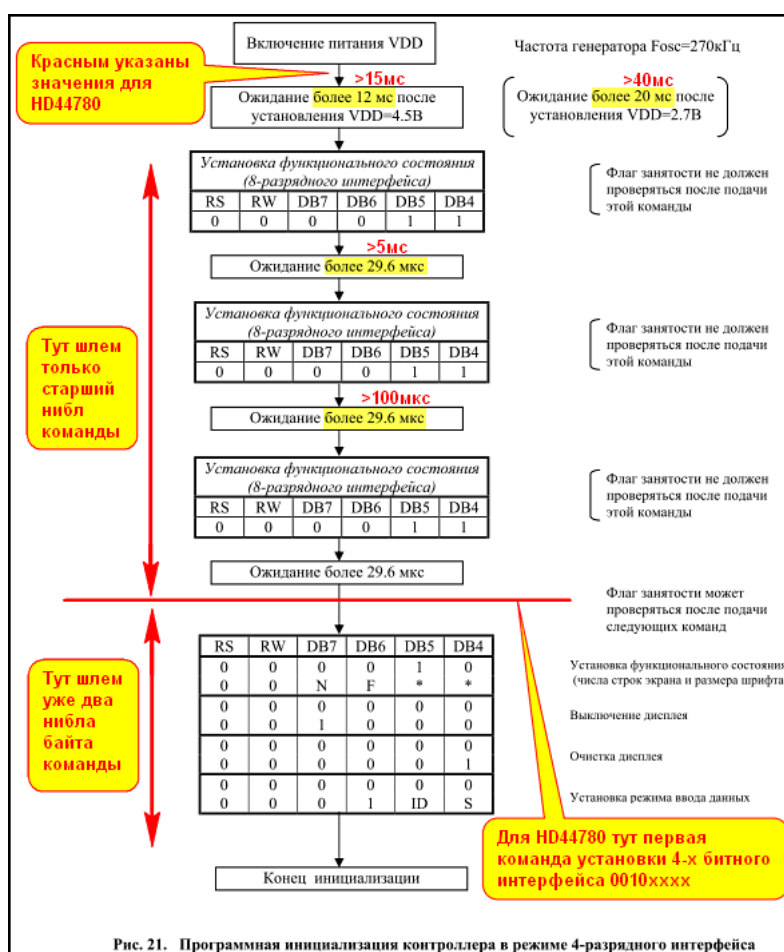 Включение питания VDD
Частота генератора Fosc=270кГц
Красным указаны
значения для
HD44780
>15мс
Ожидание более 12 мс после
установления VDD=4.5В
>40мс
Ожидание более 20 мс после
установления VDD=2.7В
Установка функционального состояния
(8-разрядного интерфейса)
RS RW DB7 DB6 DB5 DB4
0 0 0 0 1 1
Флаг занятости не должен
проверяться после подачи
этой команды
>5мс
Ожидание более 29.6 мкс
Тут шлем
только
старший
нибл
команды
Установка функционального состояния
(8-разрядного интерфейса)
RS RW DB7 DB6 DB5 DB4
0 0 0 0 1 1
Флаг занятости не должен
проверяться после подачи
этой команды
>100мкс
Ожидание более 29.6 мкс
Установка функционального состояния
(8-разрядного интерфейса)
RS RW DB7 DB6 DB5 DB4
0 0 0 0 1 1
Флаг занятости не должен
проверяться после подачи
этой команды
Ожидание более 29.6 мкс
Флаг занятости может
проверяться после подачи
следующих команд
Тут шлем
уже два
нибла
байта
команды
RS RW DB7 DB6 DB5 DB4
0 0 0 0 1 0
0 0 N F * *
0 0 0 0 0 0
0 0 1 0 0 0
0 0 0 0 0 0
0 0 0 0 0 1
0 0 0 0 0 0
0 0 0 1 ID S
Установка функционального состояния
(числа строк экрана и размера шрифта
Выключение дисплея
Очистка дисплея
Установка режима ввода данных
Для HD44780 тут первая
команда установки 4-х битного
интерфейса 0010xxxx
Конец инициализации
Рис. 21. Программная инициализация контроллера в режиме 4-разрядного интерфейса